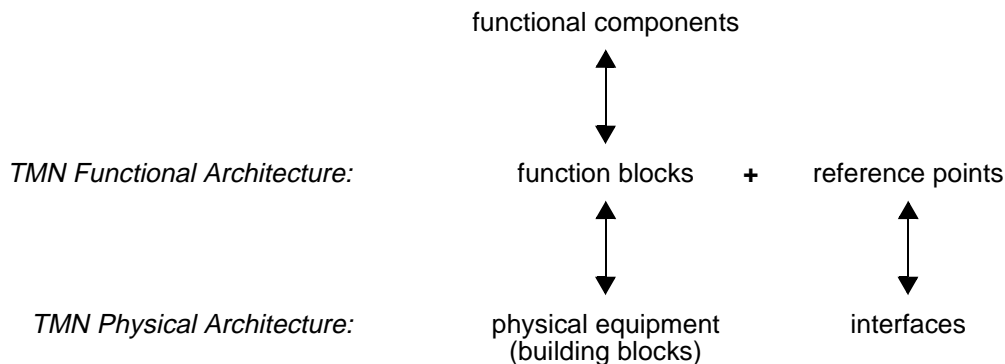 functional components
TMN Functional Architecture: function blocks + reference points
TMN Physical Architecture: physical equipment interfaces
(building blocks)